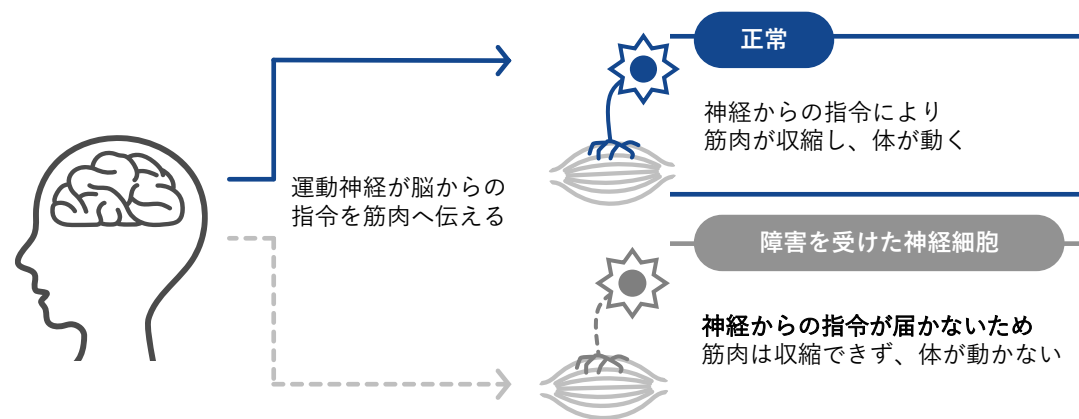 運動神経が脳からの
指令を筋肉へ伝える
正常
神経からの指令により
筋肉が収縮し、体が動く
障害を受けた神経細胞
神経からの指令が届かないため
筋肉は収縮できず、体が動かない